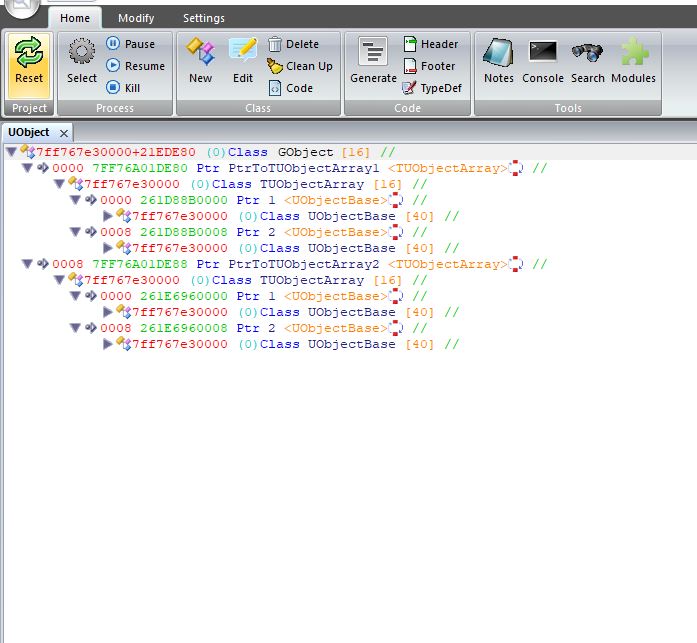 Home Modify Settings
Reset
Project
Select
Pause
Resume
Kill
Process
New
Edit
Delete
Clean Up
Code
Class
Generate
Header
Footer
TypeDef
Code
Notes
Console
Search
Modules
Tools
UObject x
7ff767e30000+21EDE80 (0)Class GObject [16] //
0000 7FF76A01DE80 Ptr PtrToTUObjectArray1 <TUObjectArray> //
7ff767e30000 (0)Class TUObjectArray [16] //
0000 261D88B0000 Ptr 1 <UObjectBase> //
7ff767e30000 (0)Class UObjectBase [40] //
0008 261D88B0008 Ptr 2 <UObjectBase> //
7ff767e30000 (0)Class UObjectBase [40] //
0008 7FF76A01DE88 Ptr PtrToTUObjectArray2 <TUObjectArray> //
7ff767e30000 (0)Class TUObjectArray [16] //
0000 261E6960000 Ptr 1 <UObjectBase> //
7ff767e30000 (0)Class UObjectBase [40] //
0008 261E6960008 Ptr 2 <UObjectBase> //
7ff767e30000 (0)Class UObjectBase [40] //